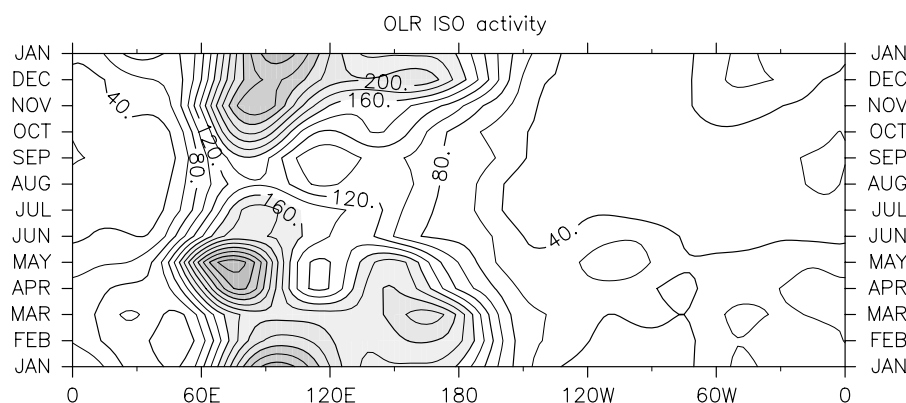 OLR ISO activity
JAN JAN
DEC 200. DEC
40. 160.
NOV NOV
OCT 120. OCT
SEP 80. 80. SEP
AUG AUG
160. 120.
JUL JUL
JUN 40. JUN
MAY MAY
APR APR
MAR MAR
FEB FEB
JAN JAN
0 60E 120E 180 120W 60W 0